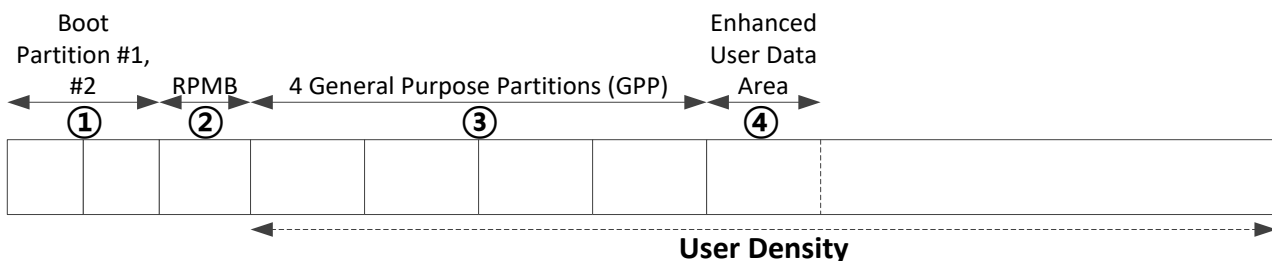 Boot
Partition #1,
#2
RPMB
4 General Purpose Partitions (GPP)
Enhanced
User Data
Area
①
②
③
④
User Density